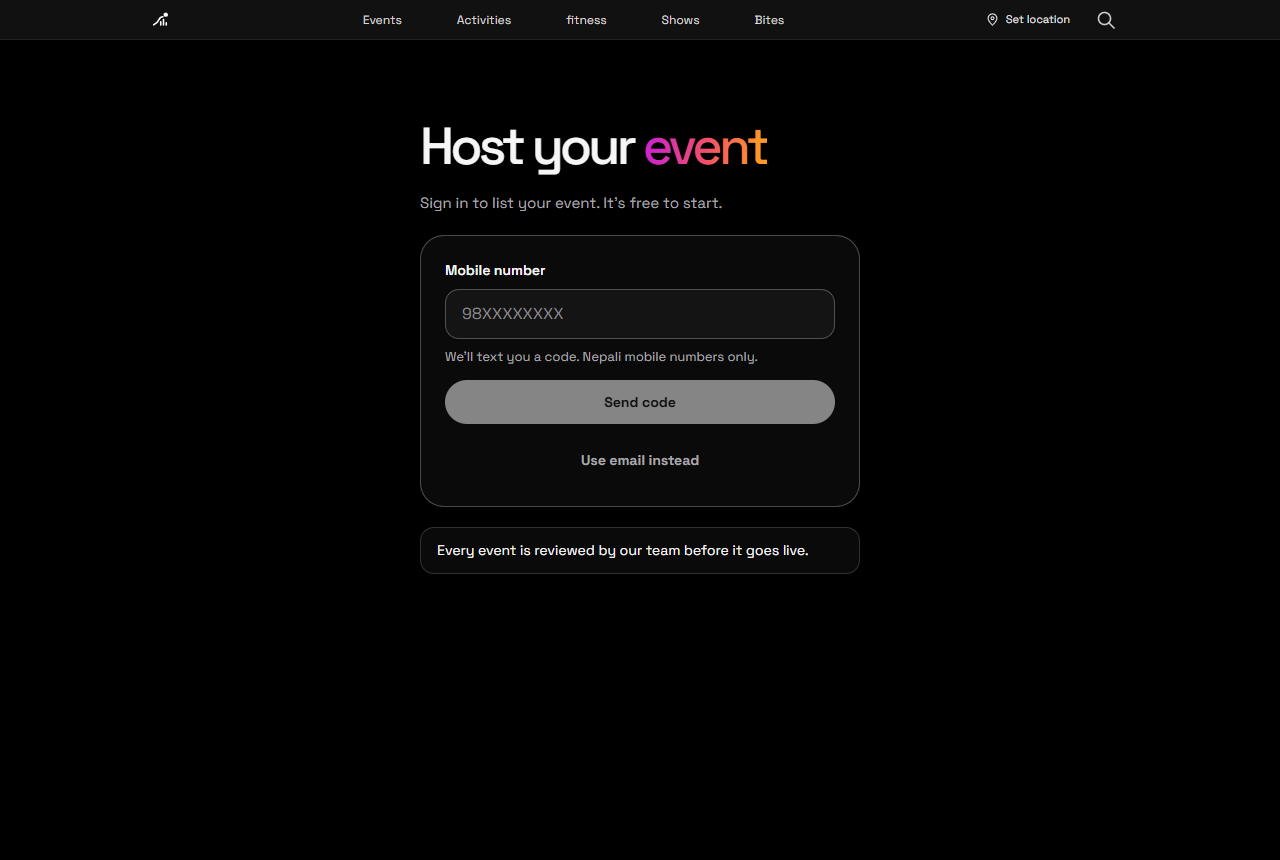 Events
Activities
fitness
Shows
Bites
Set location
Host your event
Sign in to list your event. It's free to start.
Mobile number
98XXXXXXXX
We'll text you a code. Nepali mobile numbers only.
Send code
Use email instead
Every event is reviewed by our team before it goes live.